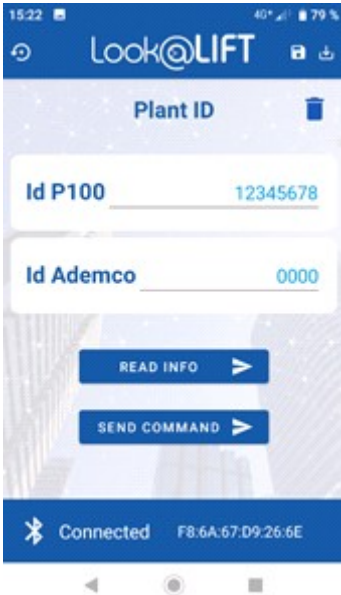 15:22 4G+ 79 %
Look@LIFT
Plant ID
Id P100 12345678
Id Ademco 0000
READ INFO
SEND COMMAND
Connected F8:6A:67:D9:26:6E